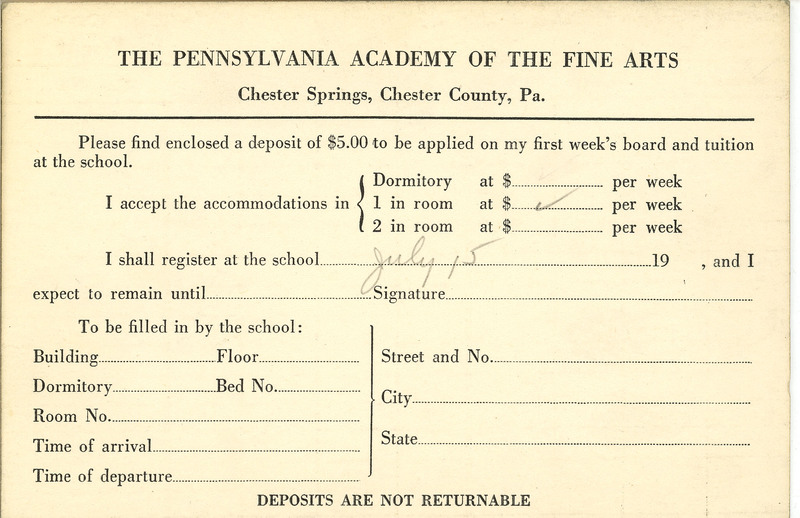 THE PENNSYLVANIA ACADEMY OF THE FINE ARTS
Chester Springs, Chester County, Pa.
Please find enclosed a deposit of $5.00 to be applied on my first week's board and tuition
at the school.
Dormitory at $ per week
I accept the accommodations in { 1 in room at $ ✓ per week
2 in room at $ per week
I shall register at the school July 15 19 , and I
expect to remain until Signature
To be filled in by the school:
Building Floor
Dormitory Bed No.
Room No.
Time of arrival
Time of departure
Street and No.
City
State
DEPOSITS ARE NOT RETURNABLE